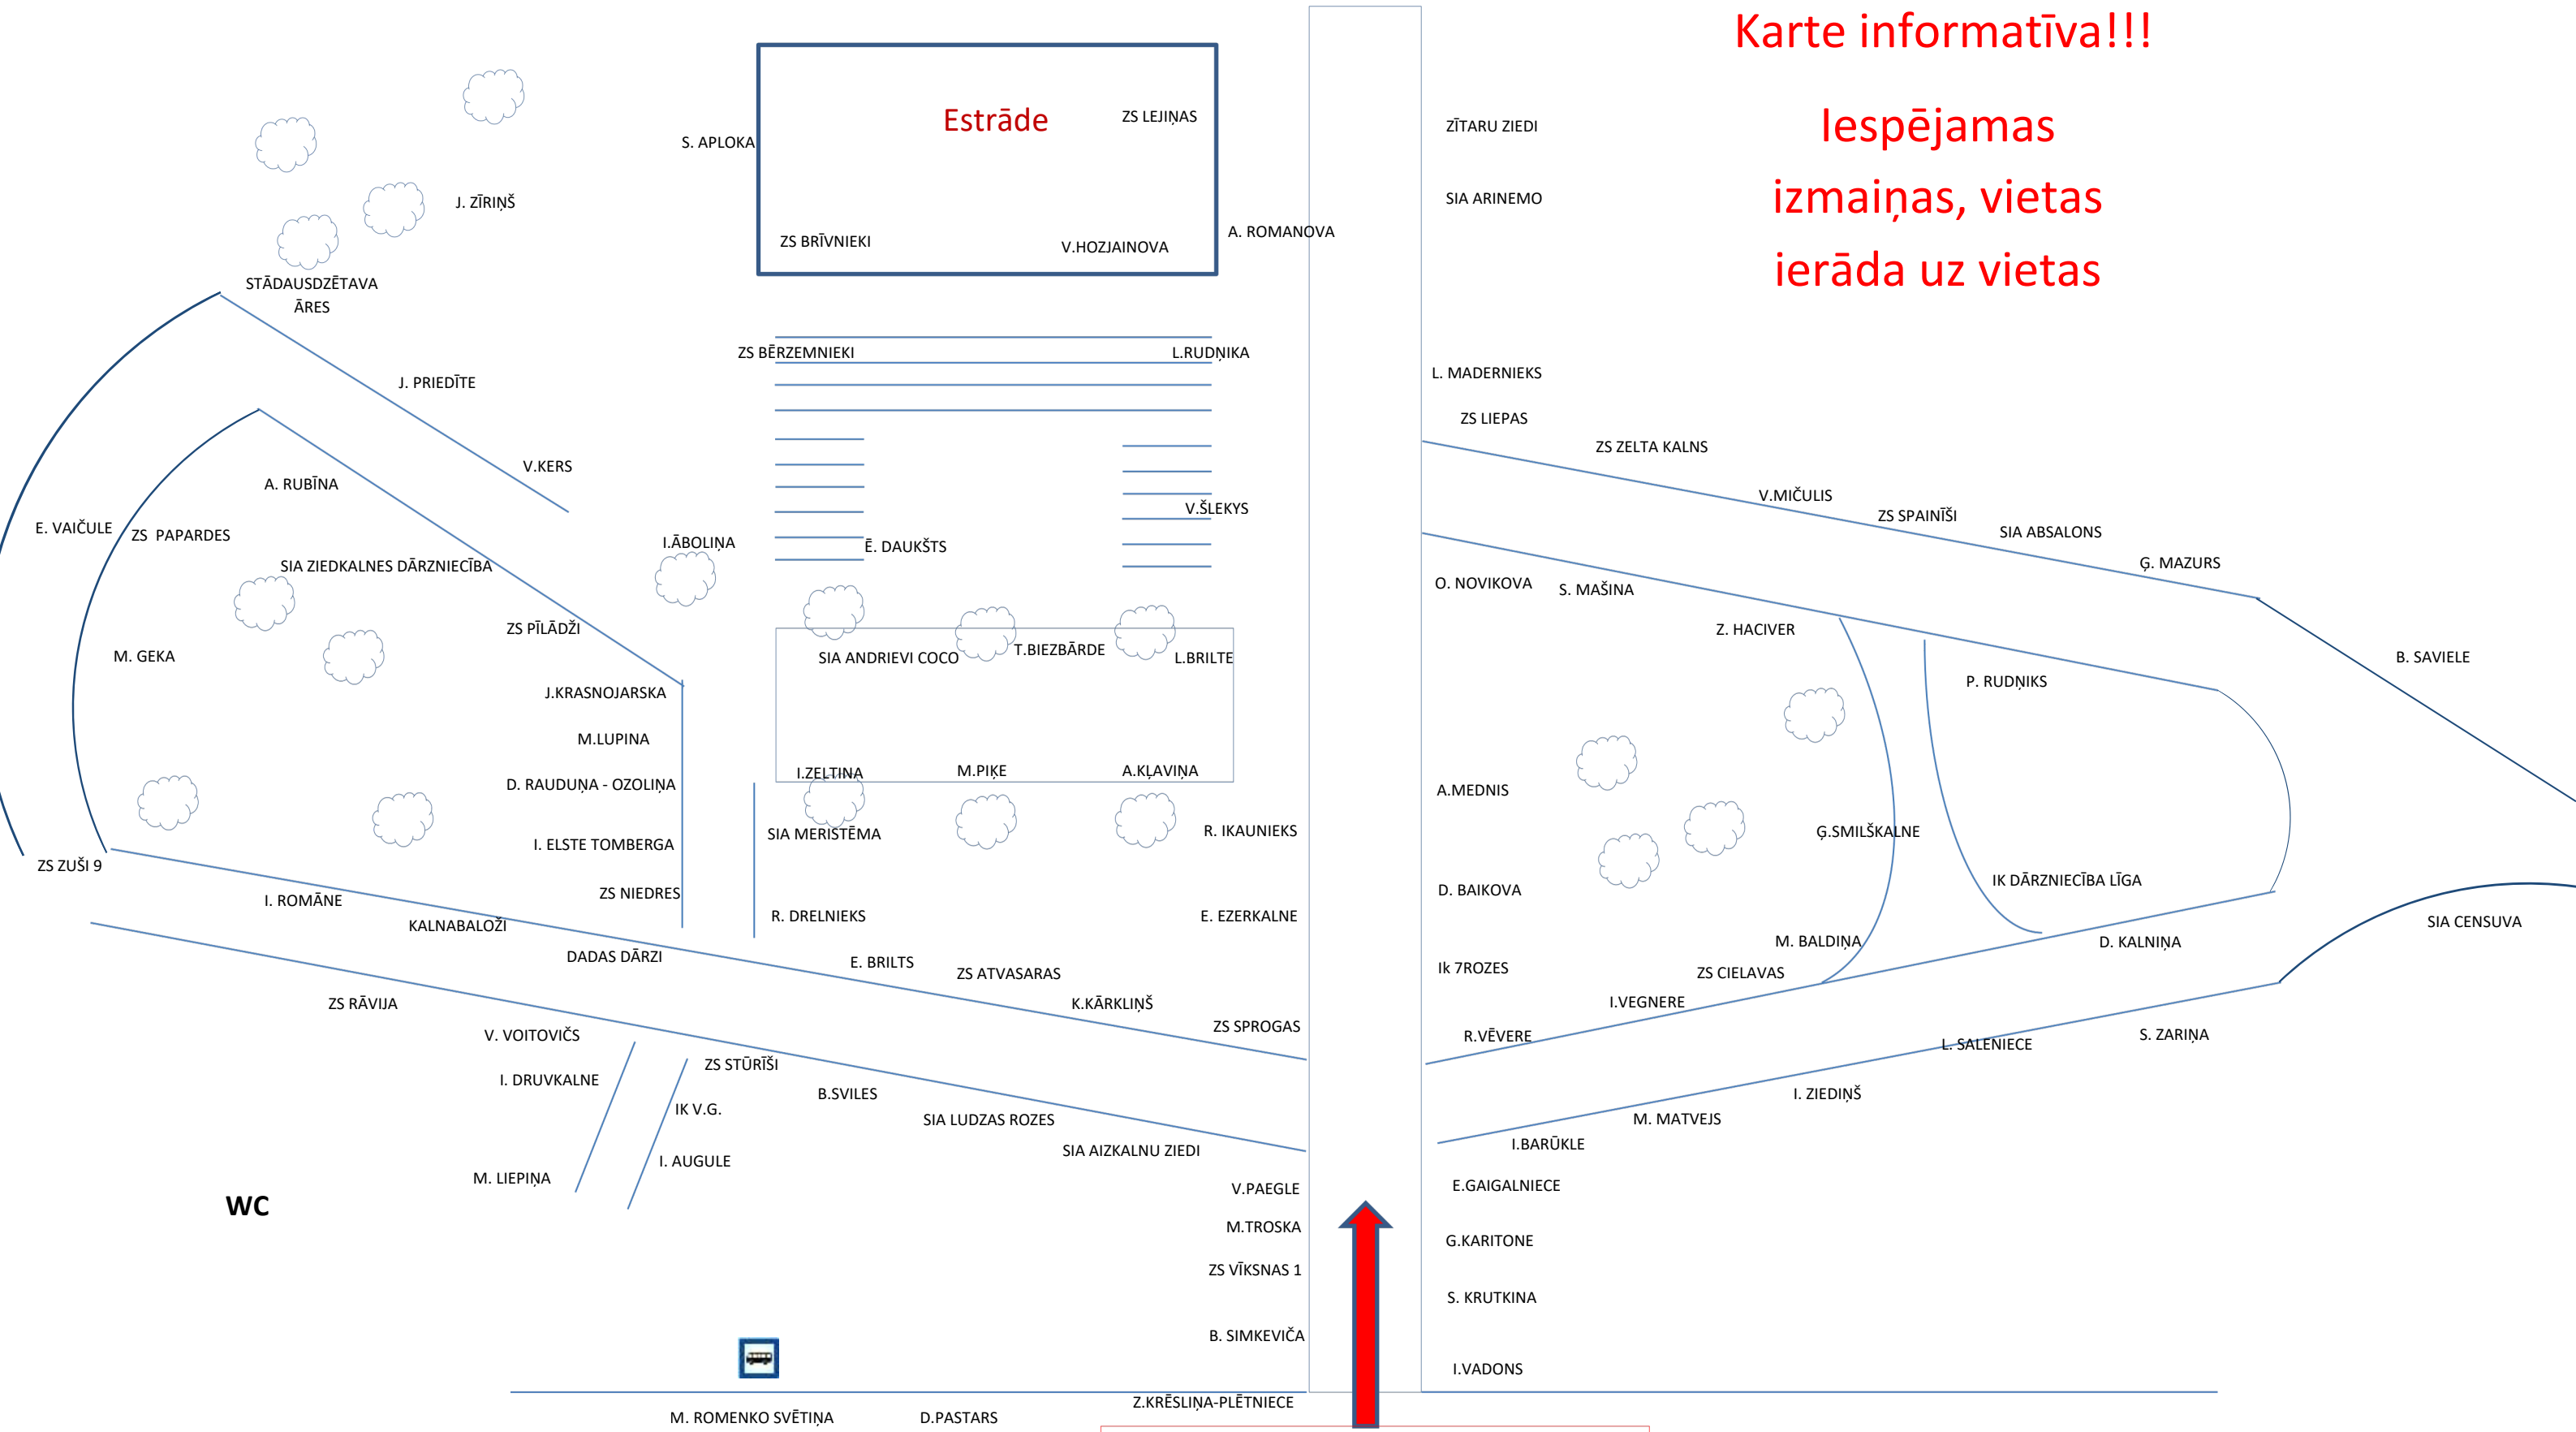 Karte informatīva!!!
Iespējamas
izmaiņas, vietas
ierāda uz vietas
Estrāde
ZS LEJIŅAS
S. APLOKA
ZĪTARU ZIEDI
J. ZĪRIŅŠ
SIA ARINEMO
ZS BRĪVNIEKI
V.HOZJAINOVA
A. ROMANOVA
STĀDAUSDZĒTAVA
ĀRES
ZS BĒRZEMNIEKI
L.RUDŅIKA
J. PRIEDĪTE
L. MADERNIEKS
ZS LIEPAS
ZS ZELTA KALNS
V.KERS
A. RUBĪNA
V.MIČULIS
V.ŠLEKYS
ZS SPAINĪŠI
E. VAIČULE
ZS PAPARDES
SIA ABSALONS
I.ĀBOLIŅA
Ē. DAUKŠTS
SIA ZIEDKALNES DĀRZNIECĪBA
Ģ. MAZURS
O. NOVIKOVA
S. MAŠINA
ZS PĪLĀDŽI
Z. HACIVER
M. GEKA
SIA ANDRIEVI COCO
T.BIEZBĀRDE
L.BRILTE
B. SAVIELE
J.KRASNOJARSKA
P. RUDŅIKS
M.LUPINA
I.ZELTIŅA
M.PIĶE
A.KĻAVIŅA
D. RAUDUŅA - OZOLIŅA
A.MEDNIS
SIA MERISTĒMA
R. IKAUNIEKS
Ģ.SMILŠKALNE
I. ELSTE TOMBERGA
ZS ZUŠI 9
IK DĀRZNIECĪBA LĪGA
ZS NIEDRES
D. BAIKOVA
I. ROMĀNE
R. DRELNIEKS
E. EZERKALNE
SIA CENSUVA
KALNABALOŽI
M. BALDIŅA
D. KALNIŅA
DADAS DĀRZI
E. BRILTS
ZS ATVASARAS
Ik 7ROZES
ZS CIELAVAS
ZS RĀVIJA
K.KĀRKLIŅŠ
I.VEGNERE
ZS SPROGAS
V. VOITOVIČS
R.VĒVERE
L. SALENIECE
S. ZARIŅA
ZS STŪRĪŠI
I. DRUVKALNE
B.SVILES
I. ZIEDIŅŠ
IK V.G.
SIA LUDZAS ROZES
M. MATVEJS
I.BARŪKLE
SIA AIZKALNU ZIEDI
I. AUGULE
M. LIEPIŅA
V.PAEGLE
E.GAIGALNIECE
WC
M.TROSKA
G.KARITONE
ZS VĪKSNAS 1
S. KRUTKINA
B. SIMKEVIČA
I.VADONS
Z.KRĒSLIŅA-PLĒTNIECE
M. ROMENKO SVĒTIŅA
D.PASTARS